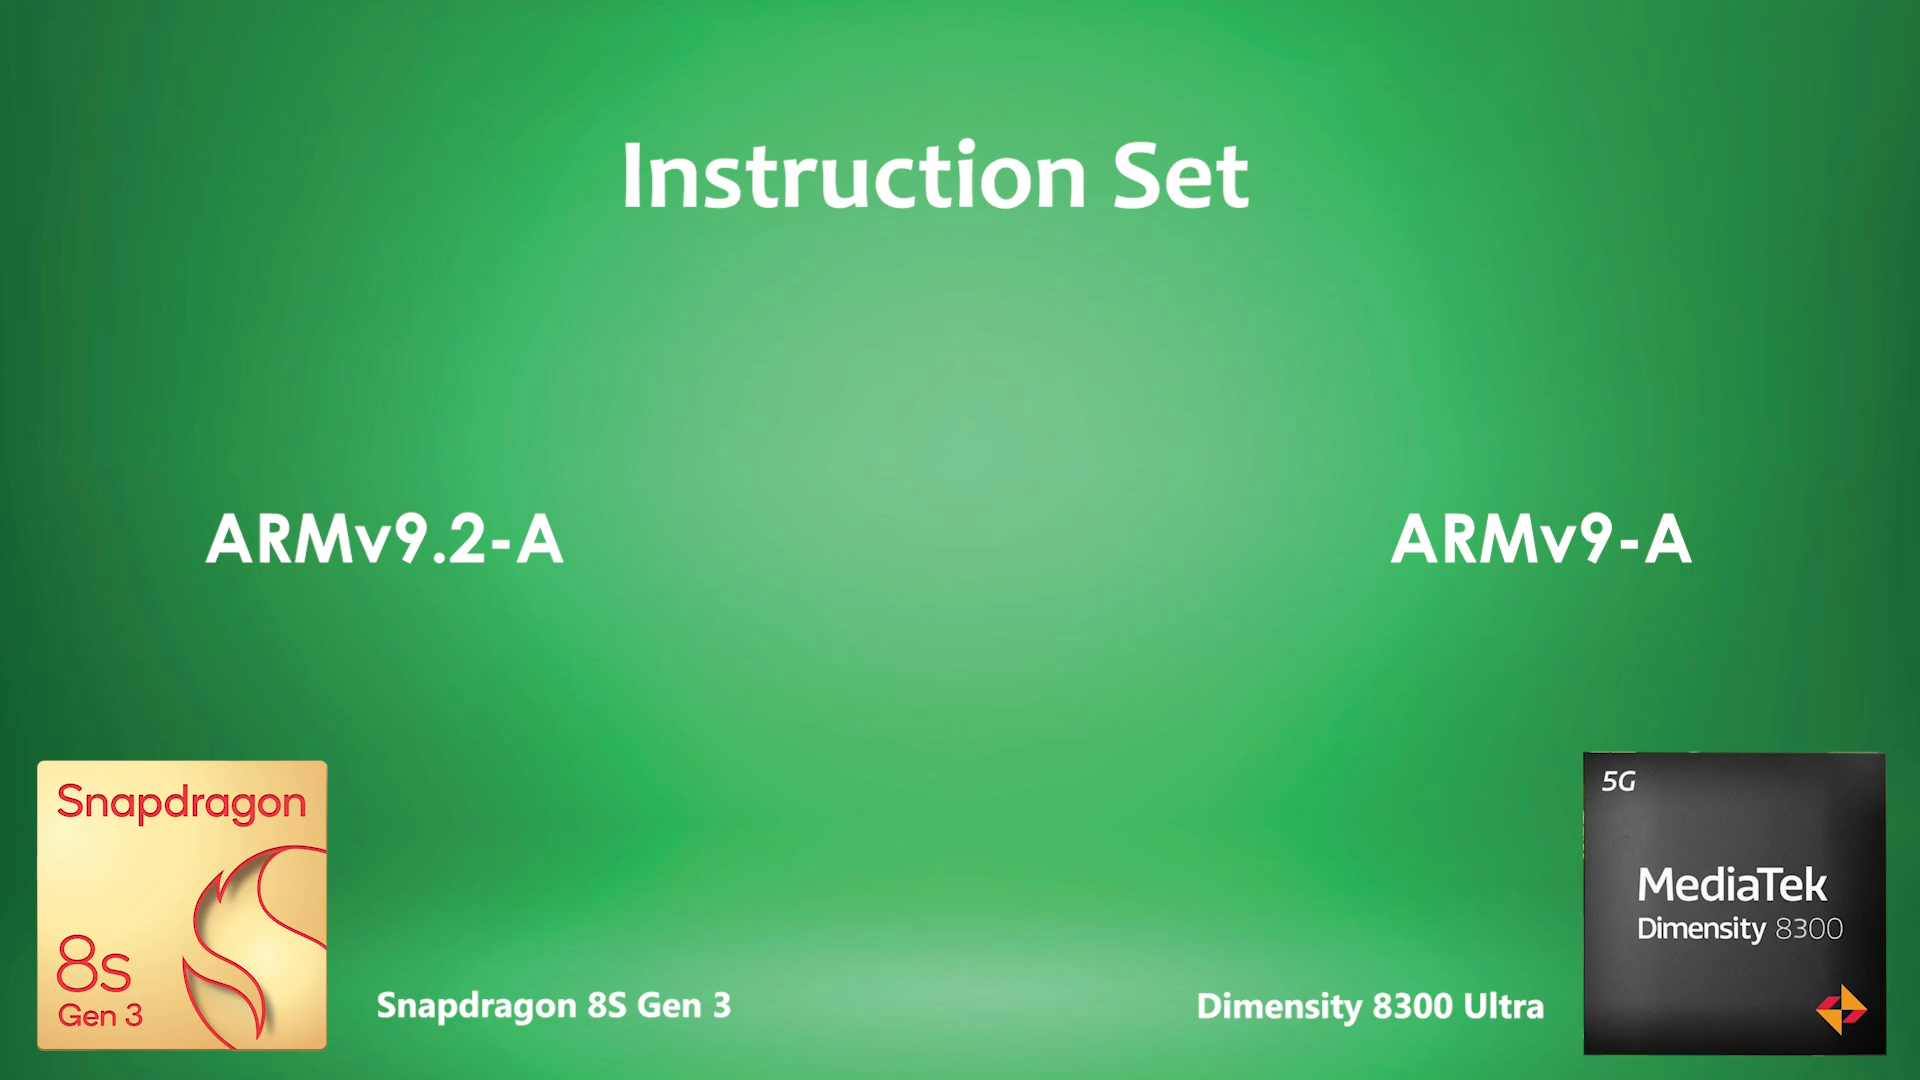 Instruction Set
ARMv9.2-A
ARMv9-A
Snapdragon
8s
Gen 3
Snapdragon 8S Gen 3
Dimensity 8300 Ultra
5G
MediaTek
Dimensity 8300